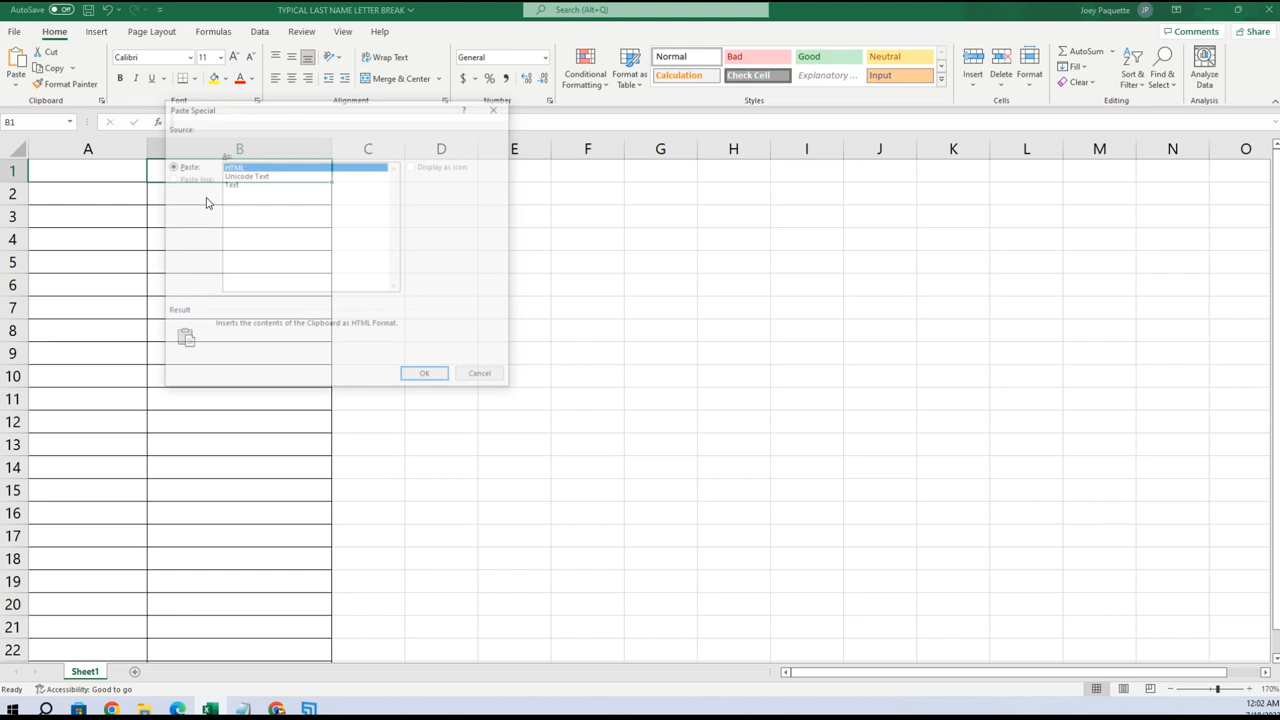 AutoSave Off TYPICAL LAST NAME LETTER BREAK Search (Alt+Q) Joey Paquette JP
File Home Insert Page Layout Formulas Data Review View Help Comments Share
Paste Cut Copy Format Painter Clipboard
Calibri 11 B I U A Font
Wrap Text Merge & Center Alignment
General $ % , Number
Conditional Formatting Format as Table
Normal Bad Good Neutral
Calculation Check Cell Explanatory ... Input
Styles
Insert Delete Format Cells
AutoSum Fill Clear Sort & Filter Find & Select Editing
Analyze Data Analysis
B1 fx
Paste Special ?
Source:
A B C D E F G H I J K L M N O
As:
Paste: HTML Display as icon
Paste link: Unicode Text
Text
Result
Inserts the contents of the Clipboard as HTML Format.
OK Cancel
1
2
3
4
5
6
7
8
9
10
11
12
13
14
15
16
17
18
19
20
21
22
Sheet1
Ready Accessibility: Good to go 170%
12:02 AM